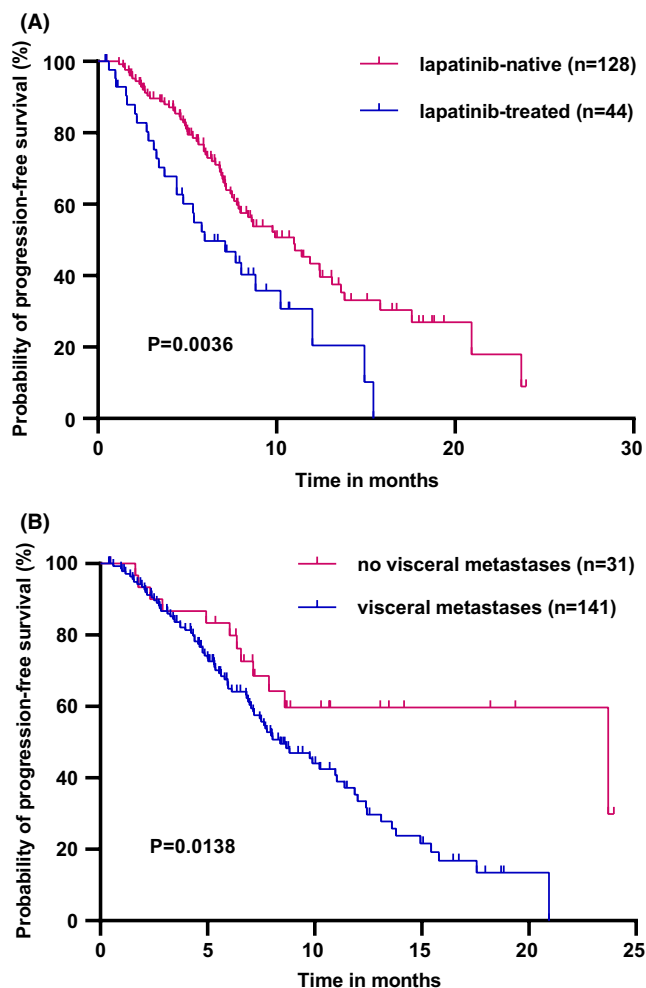 (A)
Probability of progression-free survival (%)
100
80
60
40
20
0
lapatinib-native (n=128)
lapatinib-treated (n=44)
P=0.0036
0 10 20 30
Time in months
(B)
Probability of progression-free survival (%)
100
80
60
40
20
0
no visceral metastases (n=31)
visceral metastases (n=141)
P=0.0138
0 5 10 15 20 25
Time in months